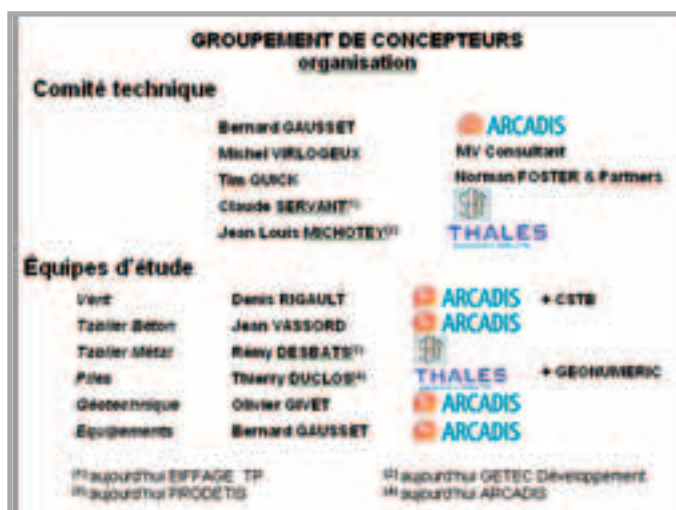 GROUPEMENT DE CONCEPTEURS
organisation
Comité technique
Bernard GAUSSET ARCADIS
Michel VIRLOGEUX MV Consultant
Tim QUICK Norman FOSTER & Partners
Claude SERVANT(1)
Jean Louis MICHOTEY(2) THALES
Équipes d'étude
Vent Denis RIGAULT ARCADIS + CSTB
Tablier Béton Jean VASSORD ARCADIS
Tablier Métal Rémy DESBATS(3)
Piles Thierry DUCLOS(4) THALES + GEONUMERIC
Géotechnique Olivier GIVET ARCADIS
Equipements Bernard GAUSSET ARCADIS
(1) aujourd'hui EIFFAGE TP (2) aujourd'hui GETEC Développement
(3) aujourd'hui PRODETIS (4) aujourd'hui ARCADIS